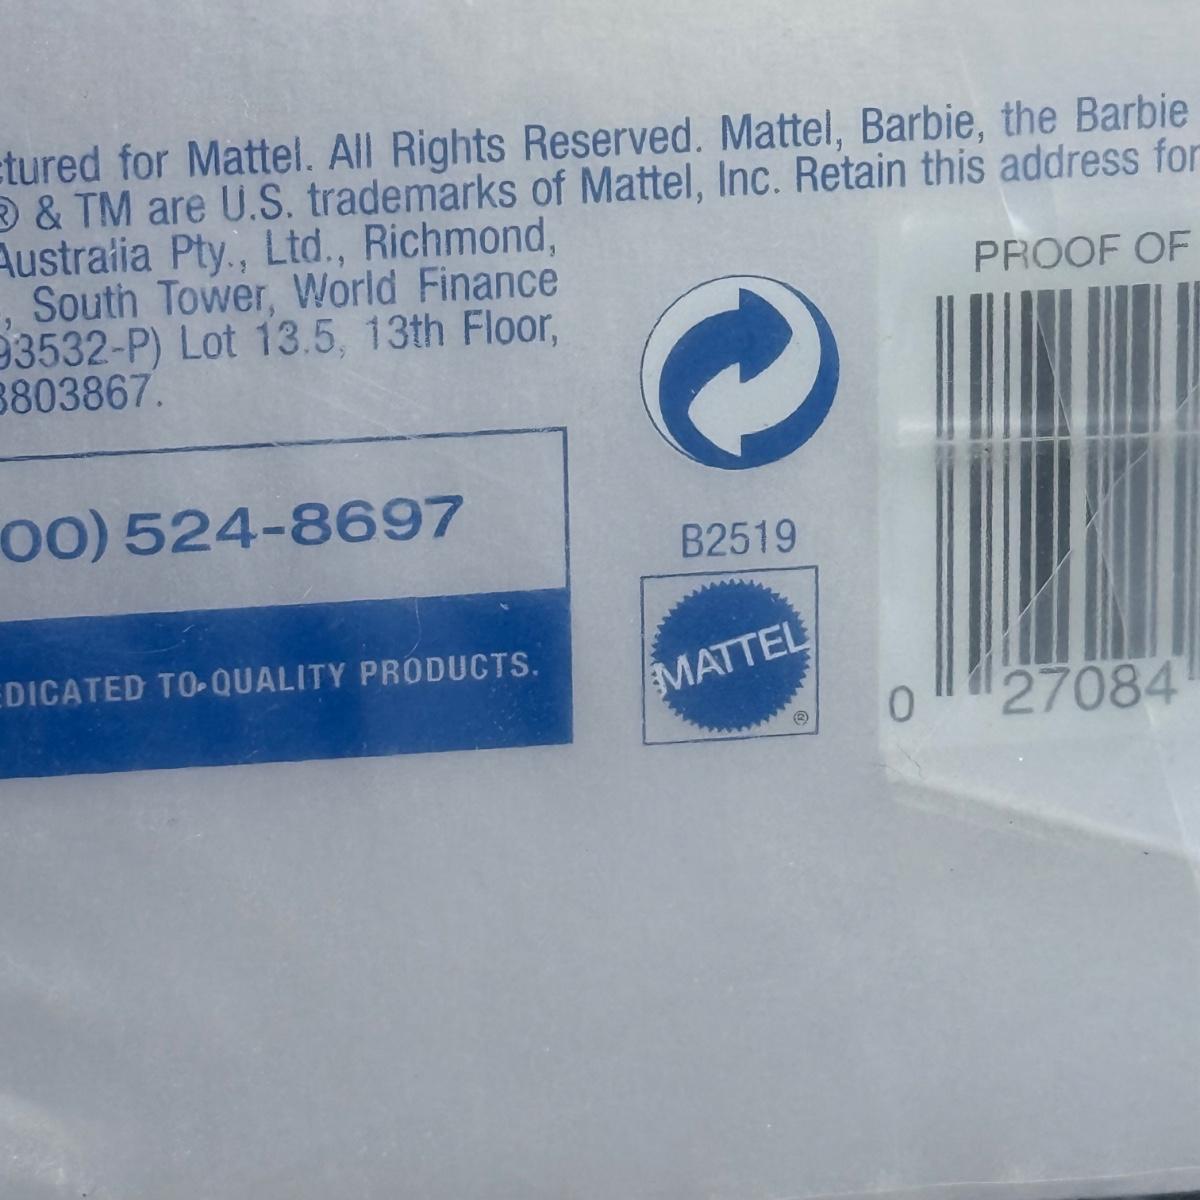 ctured for Mattel. All Rights Reserved. Mattel, Barbie, the Barbie
® & TM are U.S. trademarks of Mattel, Inc. Retain this address for
Australia Pty., Ltd., Richmond,
, South Tower, World Finance
93532-P) Lot 13.5, 13th Floor,
3803867.
PROOF OF
00) 524-8697
B2519
EDICATED TO QUALITY PRODUCTS.
MATTEL
®
0 27084